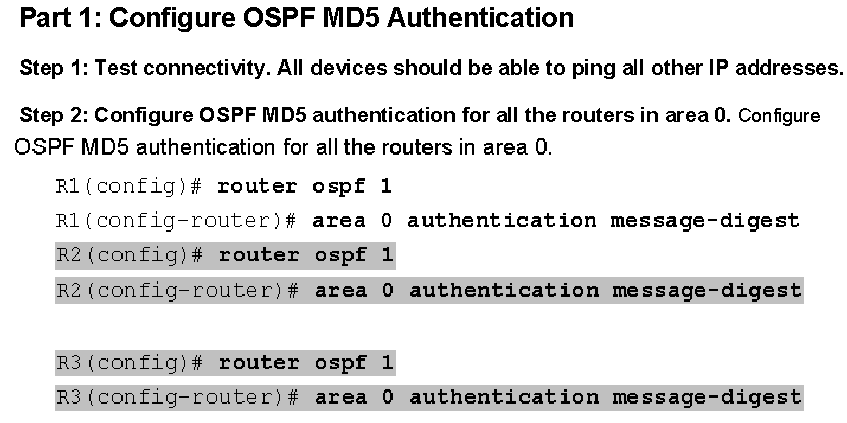 Part 1: Configure OSPF MD5 Authentication
Step 1: Test connectivity. All devices should be able to ping all other IP addresses.
Step 2: Configure OSPF MD5 authentication for all the routers in area 0. Configure
OSPF MD5 authentication for all the routers in area 0.
R1(config)# router ospf 1
R1(config-router)# area 0 authentication message-digest
R2(config)# router ospf 1
R2(config-router)# area 0 authentication message-digest
R3(config)# router ospf 1
R3(config-router)# area 0 authentication message-digest